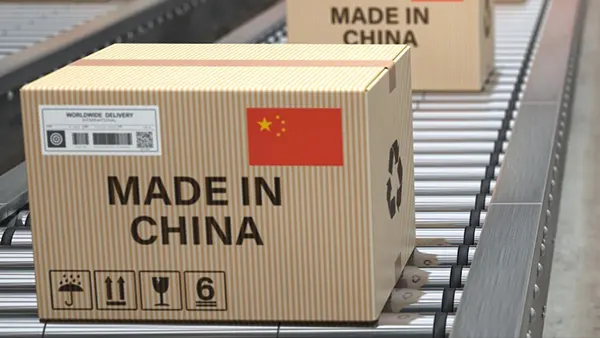 MADE IN
CHINA
WORLDWIDE DELIVERY
INTERNATIONAL
MADE IN
CHINA
6